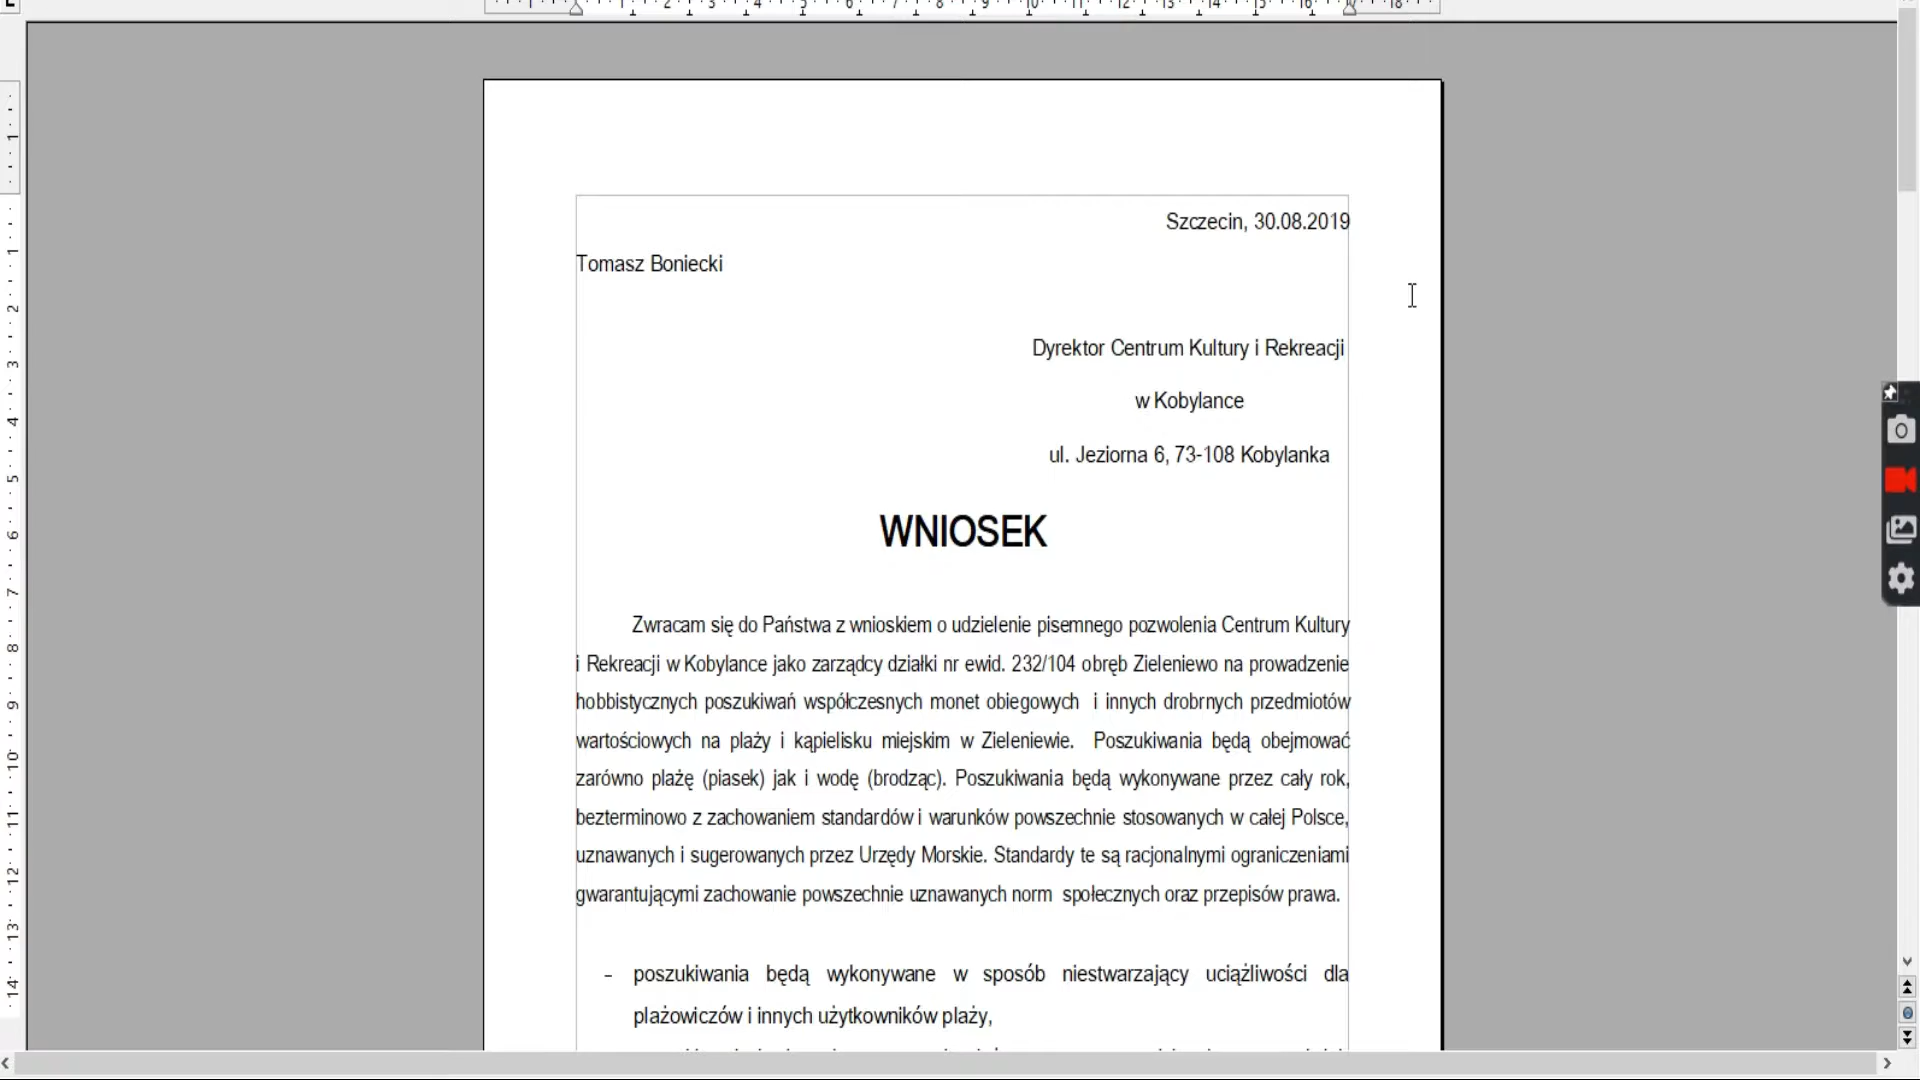 Szczecin, 30.08.2019
Tomasz Boniecki
Dyrektor Centrum Kultury i Rekreacji
w Kobylance
ul. Jeziorna 6, 73-108 Kobylanka
WNIOSEK
Zwracam się do Państwa z wnioskiem o udzielenie pisemnego pozwolenia Centrum Kultury
i Rekreacji w Kobylance jako zarządcy działki nr ewid. 232/104 obręb Zieleniewo na prowadzenie
hobbistycznych poszukiwań współczesnych monet obiegowych i innych drobrnych przedmiotów
wartościowych na plaży i kąpielisku miejskim w Zieleniewie. Poszukiwania będą obejmować
zarówno plażę (piasek) jak i wodę (brodząc). Poszukiwania będą wykonywane przez cały rok,
bezterminowo z zachowaniem standardów i warunków powszechnie stosowanych w całej Polsce,
uznawanych i sugerowanych przez Urzędy Morskie. Standardy te są racjonalnymi ograniczeniami
gwarantującymi zachowanie powszechnie uznawanych norm społecznych oraz przepisów prawa.
- poszukiwania będą wykonywane w sposób niestwarzający uciążliwości dla
plażowiczów i innych użytkowników plaży,